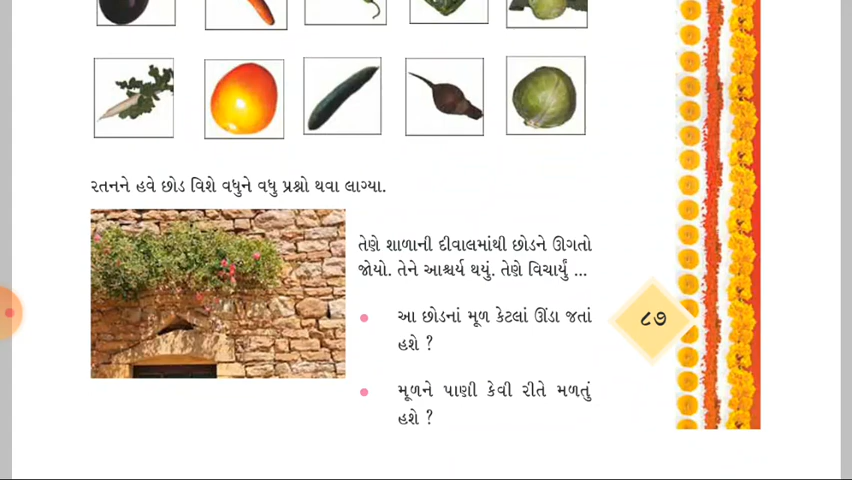 રતનને હવે છોડ વિશે વધુને વધુ પ્રશ્નો થવા લાગ્યા.
તેણે શાળાની દીવાલમાંથી છોડને ઊગતો
જોયો. તેને આશ્ચર્ય થયું. તેણે વિચાર્યું ...
આ છોડનાં મૂળ કેટલાં ઊંડા જતાં
હશે ?
૮૭
મૂળને પાણી કેવી રીતે મળતું
હશે ?